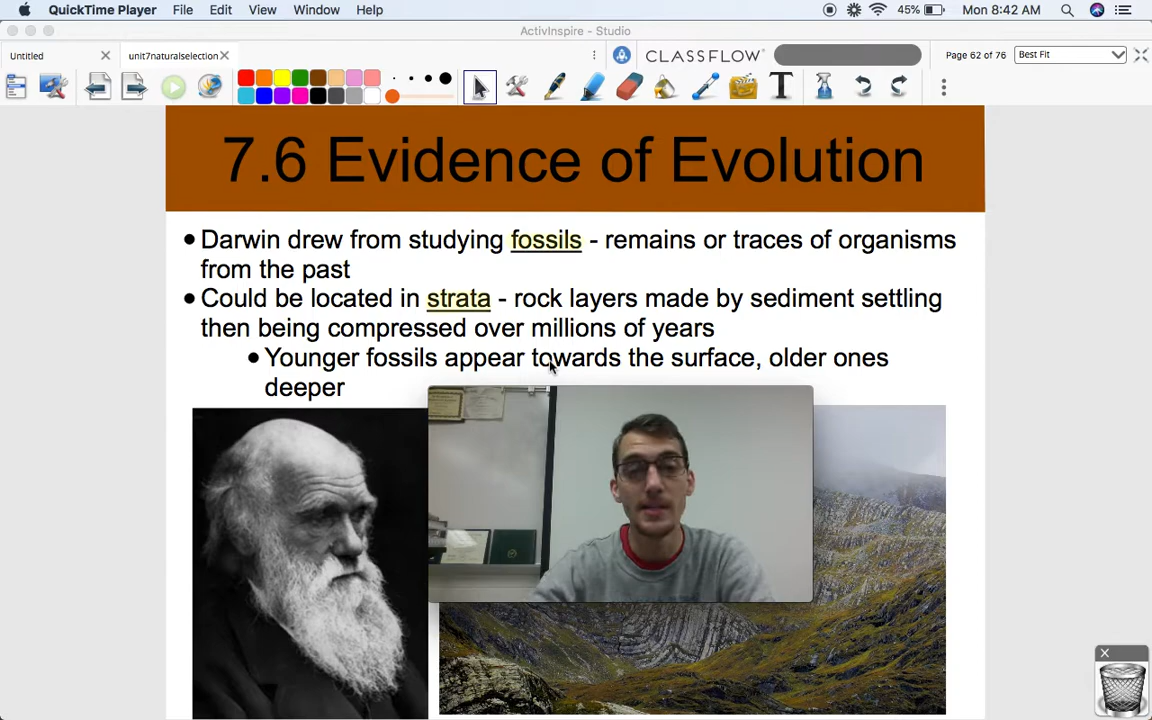 QuickTime Player File Edit View Window Help 45% Mon 8:42 AM
ActivInspire - Studio
Untitled unit7naturalselection CLASSFLOW Page 62 of 76 Best Fit
7.6 Evidence of Evolution
• Darwin drew from studying fossils - remains or traces of organisms
from the past
• Could be located in strata - rock layers made by sediment settling
then being compressed over millions of years
• Younger fossils appear towards the surface, older ones
deeper